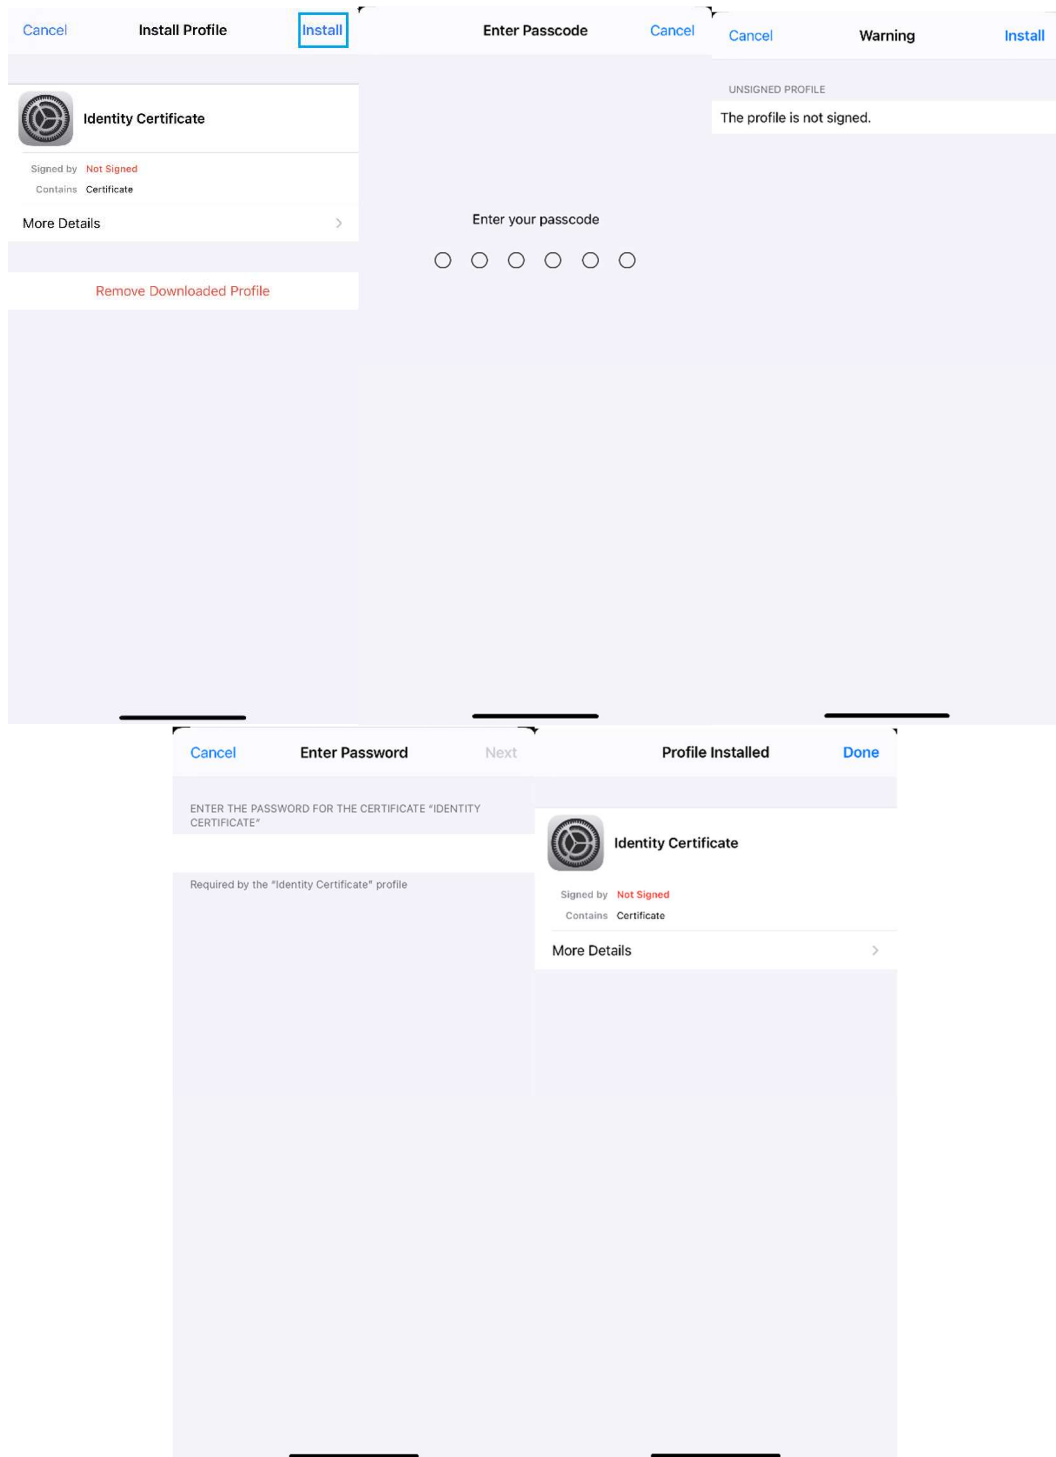 Cancel Install Profile Install
Identity Certificate
Signed by Not Signed
Contains Certificate
More Details
Remove Downloaded Profile
Enter Passcode Cancel
Enter your passcode
Cancel Warning Install
UNSIGNED PROFILE
The profile is not signed.
Cancel Enter Password Next
ENTER THE PASSWORD FOR THE CERTIFICATE "IDENTITY
CERTIFICATE"
Required by the "Identity Certificate" profile
Profile Installed Done
Identity Certificate
Signed by Not Signed
Contains Certificate
More Details